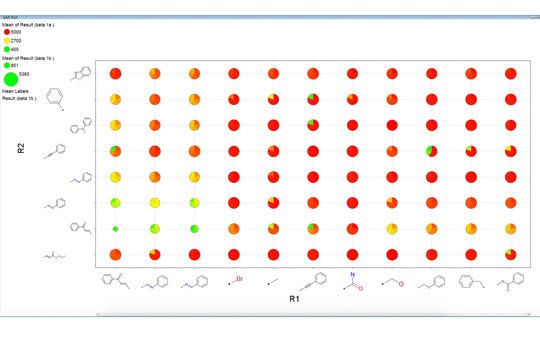 SAR Plot
Mean of Result (beta 1a )
5000
2700
400
Mean of Result (beta 1b )
851
5360
Mean Labels
Result (beta 1b )
R2
Br
N
O
O
O
O
R1